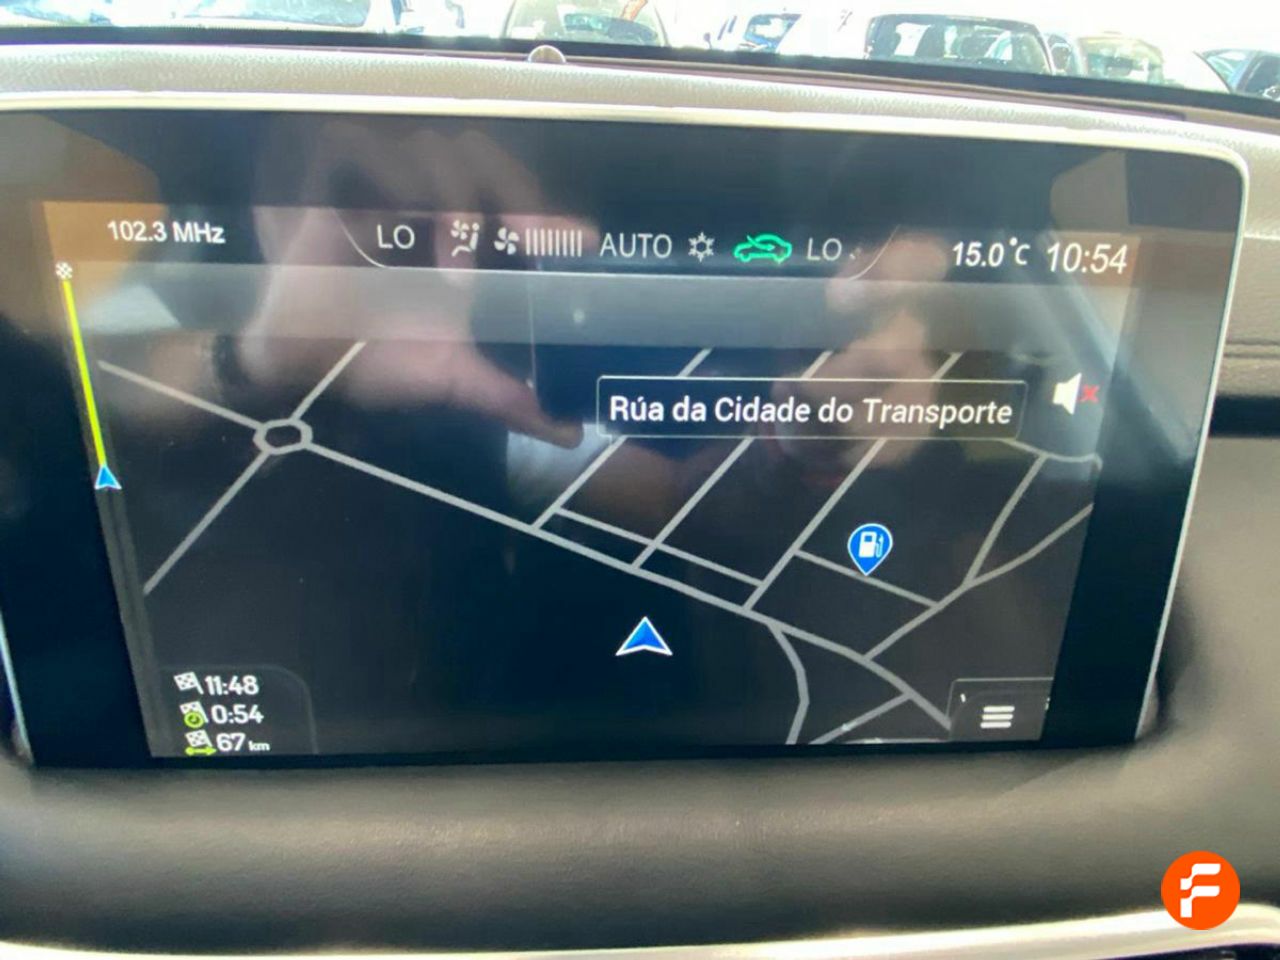 102.3 MHz
LO AUTO LO
15.0°C 10:54
Rúa da Cidade do Transporte
11:48
0:54
67 km
F